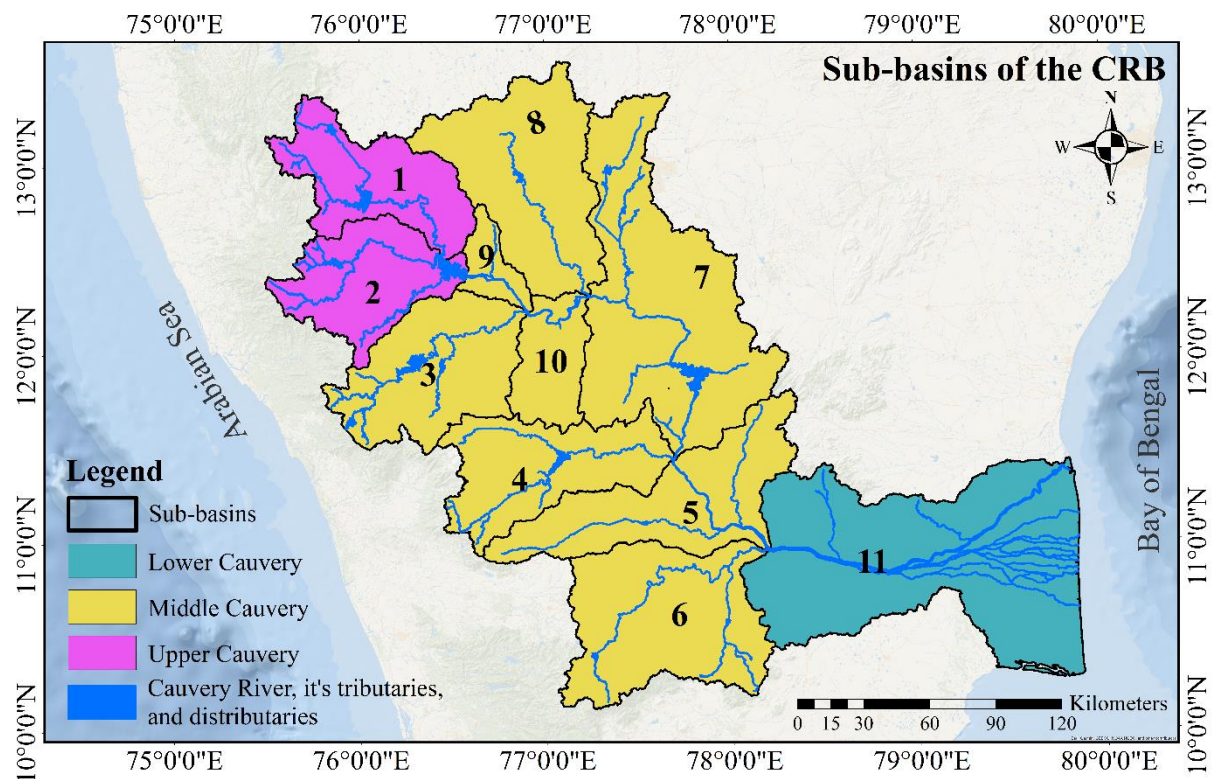 75°0'0"E 76°0'0"E 77°0'0"E 78°0'0"E 79°0'0"E 80°0'0"E
Sub-basins of the CRB
N
W E
S
13°0'0"N
12°0'0"N
11°0'0"N
10°0'0"N
13°0'0"N
12°0'0"N
11°0'0"N
10°0'0"N
8
1
9
2
7
3
10
4
5
11
6
Arabian Sea
Bay of Bengal
Legend
Sub-basins
Lower Cauvery
Middle Cauvery
Upper Cauvery
Cauvery River, it's tributaries,
and distributaries
Kilometers
0 15 30 60 90 120
75°0'0"E 76°0'0"E 77°0'0"E 78°0'0"E 79°0'0"E 80°0'0"E